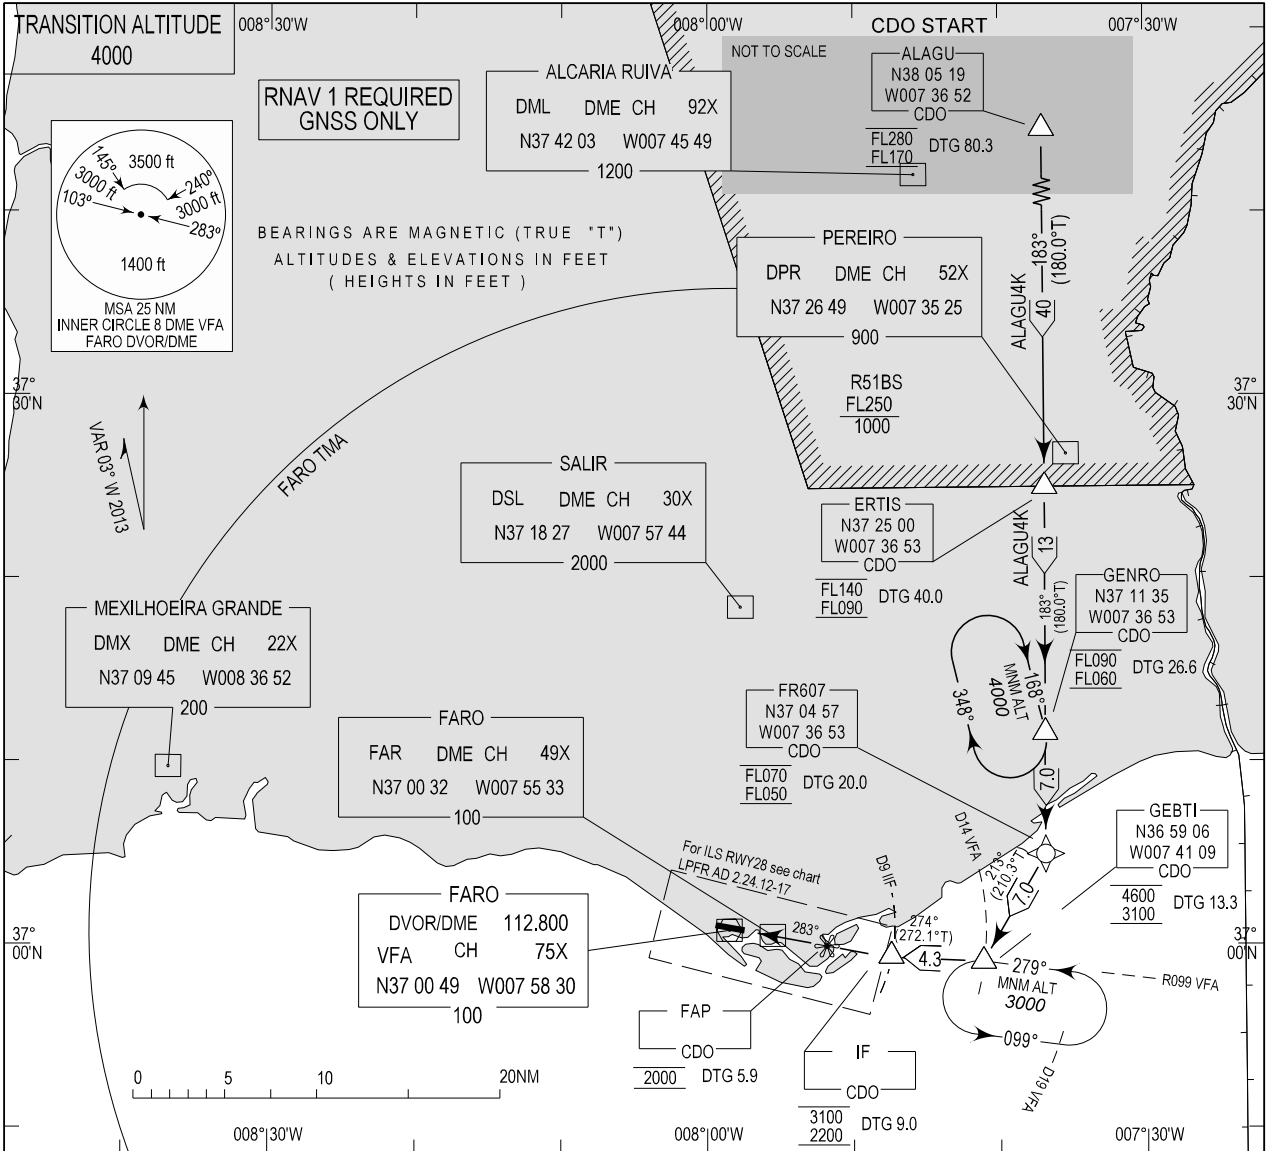 TRANSITION ALTITUDE
4000
008° 30'W
008° 00'W
007° 30'W
CDO START
NOT TO SCALE
ALAGU
N38 05 19
W007 36 52
CDO
FL280
FL170
DTG 80.3
RNAV 1 REQUIRED
GNSS ONLY
ALCARIA RUIVA
DML DME CH 92X
N37 42 03 W007 45 49
1200
145°
3500 ft
240°
3000 ft
3000 ft
103°
283°
1400 ft
MSA 25 NM
INNER CIRCLE 8 DME VFA
FARO DVOR/DME
BEARINGS ARE MAGNETIC (TRUE "T")
ALTITUDES & ELEVATIONS IN FEET
( HEIGHTS IN FEET )
183°
(180.0°T)
ALAGU4K
40
PEREIRO
DPR DME CH 52X
N37 26 49 W007 35 25
900
37°
30'N
37°
30'N
R51BS
FL250
1000
VAR 03° W 2013
FARO TMA
SALIR
DSL DME CH 30X
N37 18 27 W007 57 44
2000
ERTIS
N37 25 00
W007 36 53
CDO
FL140
FL090
DTG 40.0
ALAGU4K
13
183°
(180.0°T)
GENRO
N37 11 35
W007 36 53
CDO
FL090
FL060
DTG 26.6
MEXILHOEIRA GRANDE
DMX DME CH 22X
N37 09 45 W008 36 52
200
168°
MNM ALT
4000
348°
7.0
FR607
N37 04 57
W007 36 53
CDO
FL070
FL050
DTG 20.0
FARO
FAR DME CH 49X
N37 00 32 W007 55 33
100
GEBTI
N36 59 06
W007 41 09
CDO
4600
3100
DTG 13.3
D14 VFA
213°
(210.3°T)
7.0
For ILS RWY28 see chart
LPFR AD 2.24.12-17
D9 IIF
FARO
DVOR/DME 112.800
VFA CH 75X
N37 00 49 W007 58 30
100
283°
274°
(272.1°T)
4.3
37°
00'N
37°
00'N
279°
MNM ALT
3000
099°
R099 VFA
D19 VFA
FAP
CDO
2000
DTG 5.9
IF
CDO
3100
2200
DTG 9.0
0 5 10 20NM
008° 30'W
008° 00'W
007° 30'W